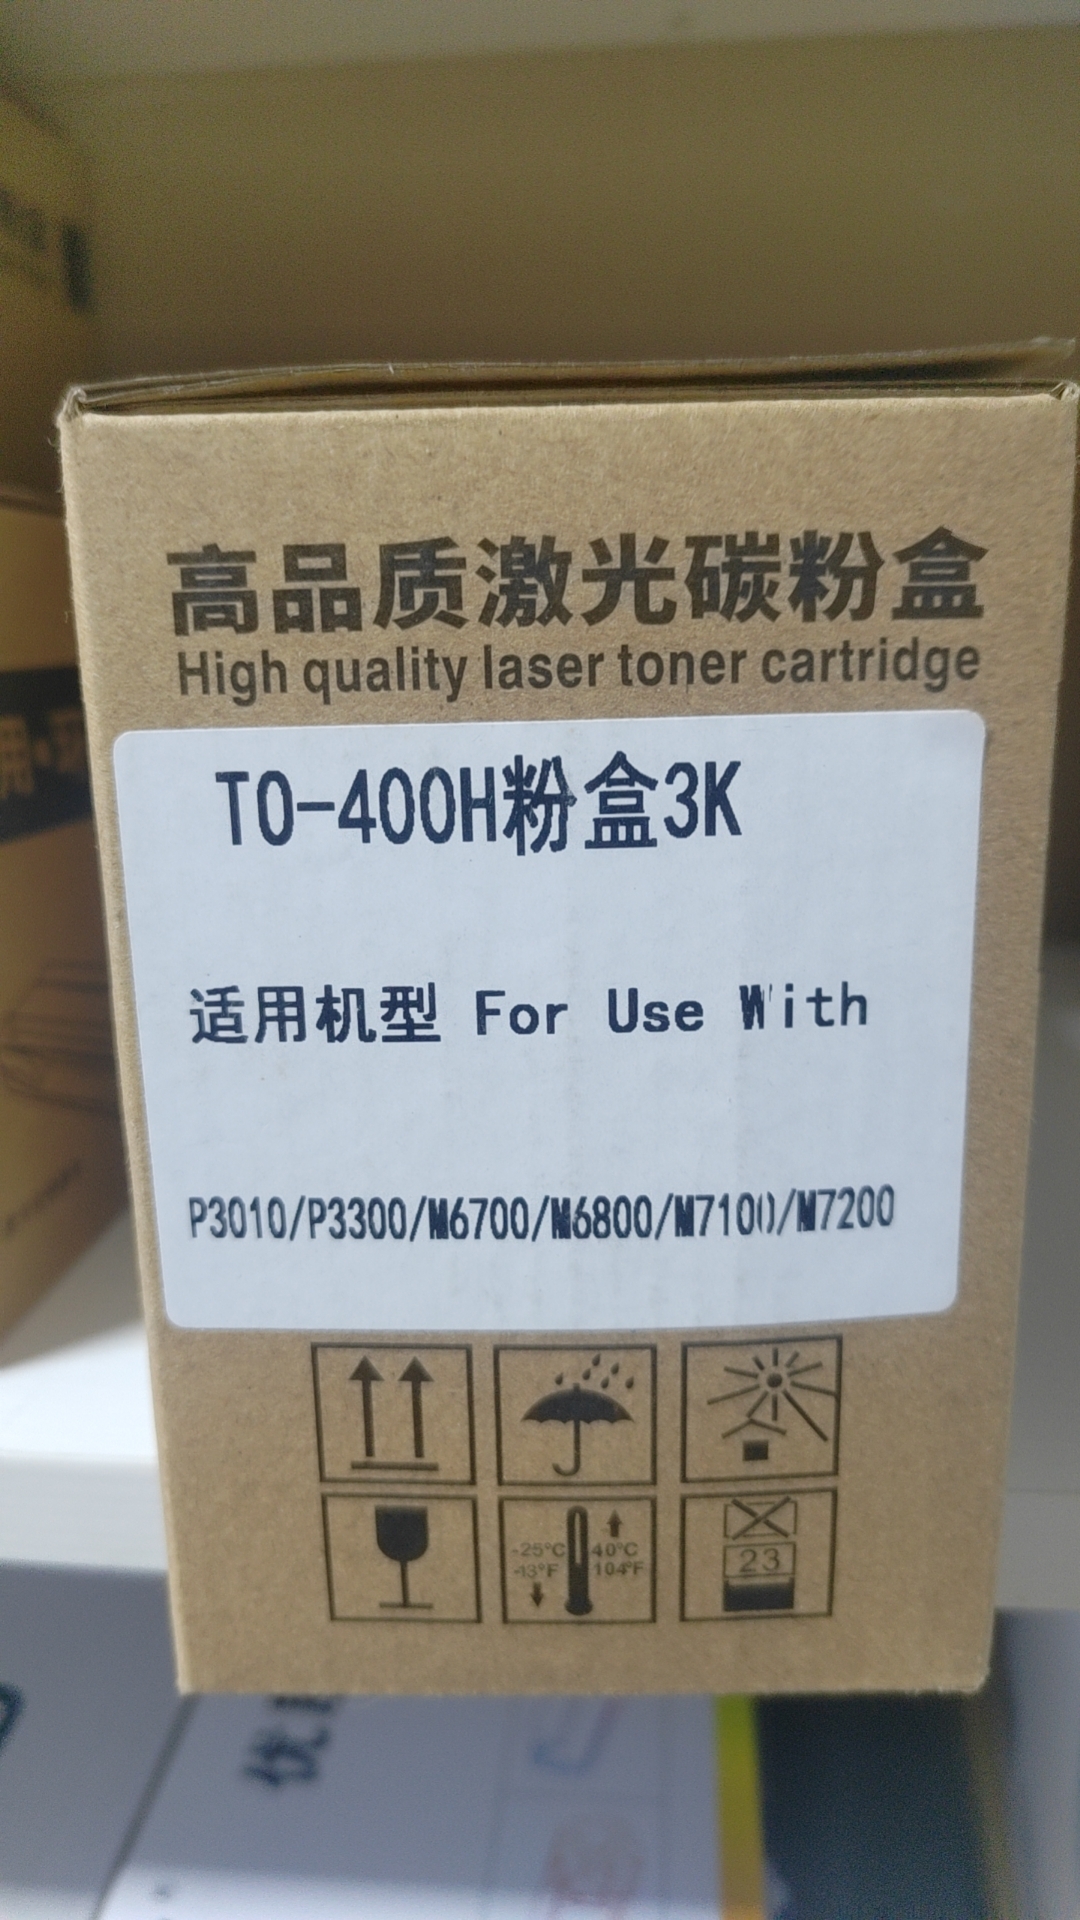 高品质激光碳粉盒
High quality laser toner cartridge
TO-400H粉盒3K
适用机型 For Use With
P3010/P3300/M6700/M6800/M7100/M7200
-25°C
-13°F
40°C
104°F
23